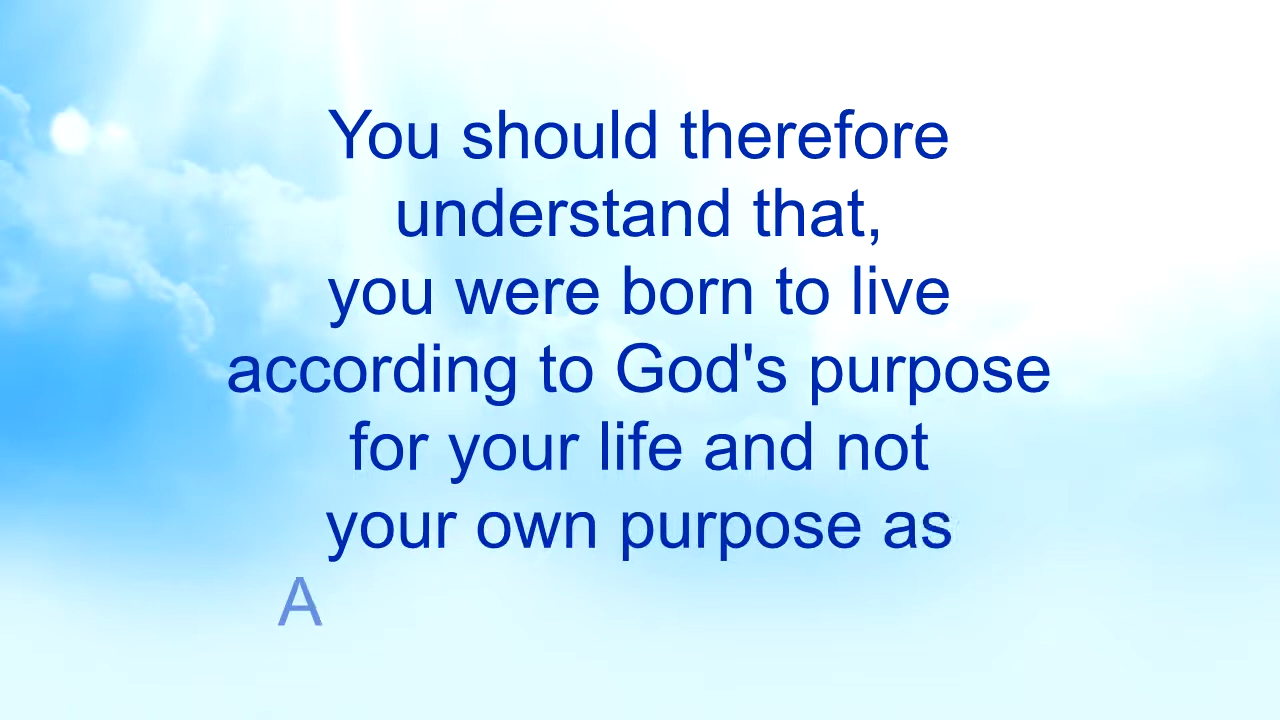 You should therefore
understand that,
you were born to live
according to God's purpose
for your life and not
your own purpose as
A